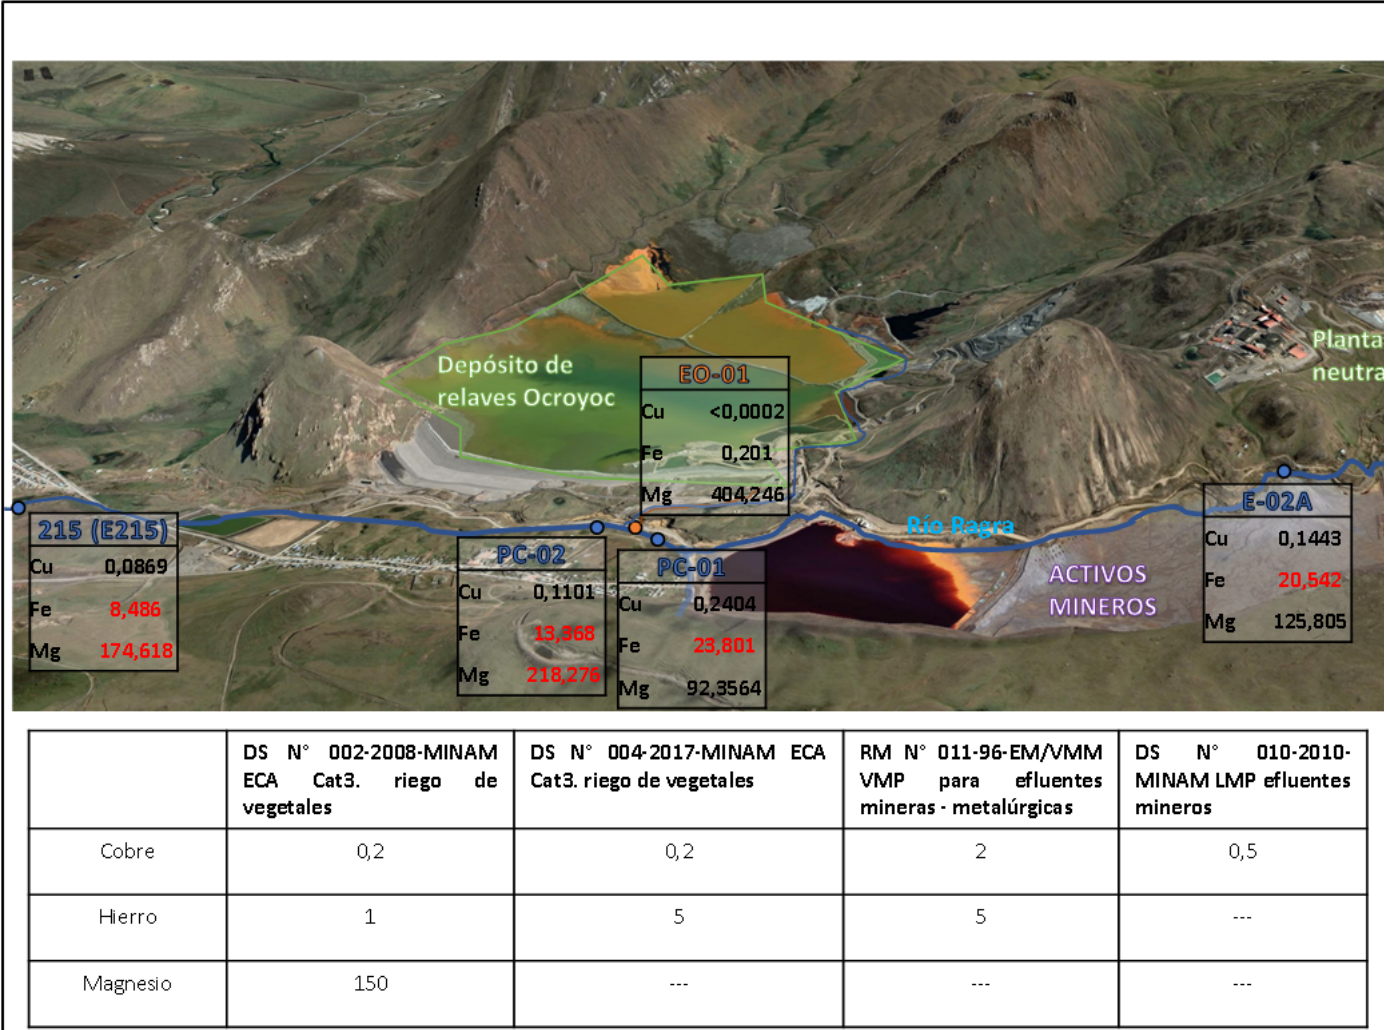 Depósito de
relaves Ocroyoc
EO-01
Cu <0,0002
Fe 0,201
Mg 404,246
Planta
neutra
215 (E215)
Cu 0,0869
Fe 8,486
Mg 174,618
PC-02
Cu 0,1101
Fe 13,368
Mg 218,276
PC-01
Cu 0,2404
Fe 23,801
Mg 92,3564
Río Ragra
ACTIVOS
MINEROS
E-02A
Cu 0,1443
Fe 20,542
Mg 125,805
DS N° 002-2008-MINAM
ECA Cat3. riego de
vegetales
DS N° 004-2017-MINAM ECA
Cat3. riego de vegetales
RM N° 011-96-EM/VMM
VMP para efluentes
mineras - metalúrgicas
DS N° 010-2010-
MINAM LMP efluentes
mineros
Cobre 0,2 0,2 2 0,5
Hierro 1 5 5 ---
Magnesio 150 --- --- ---